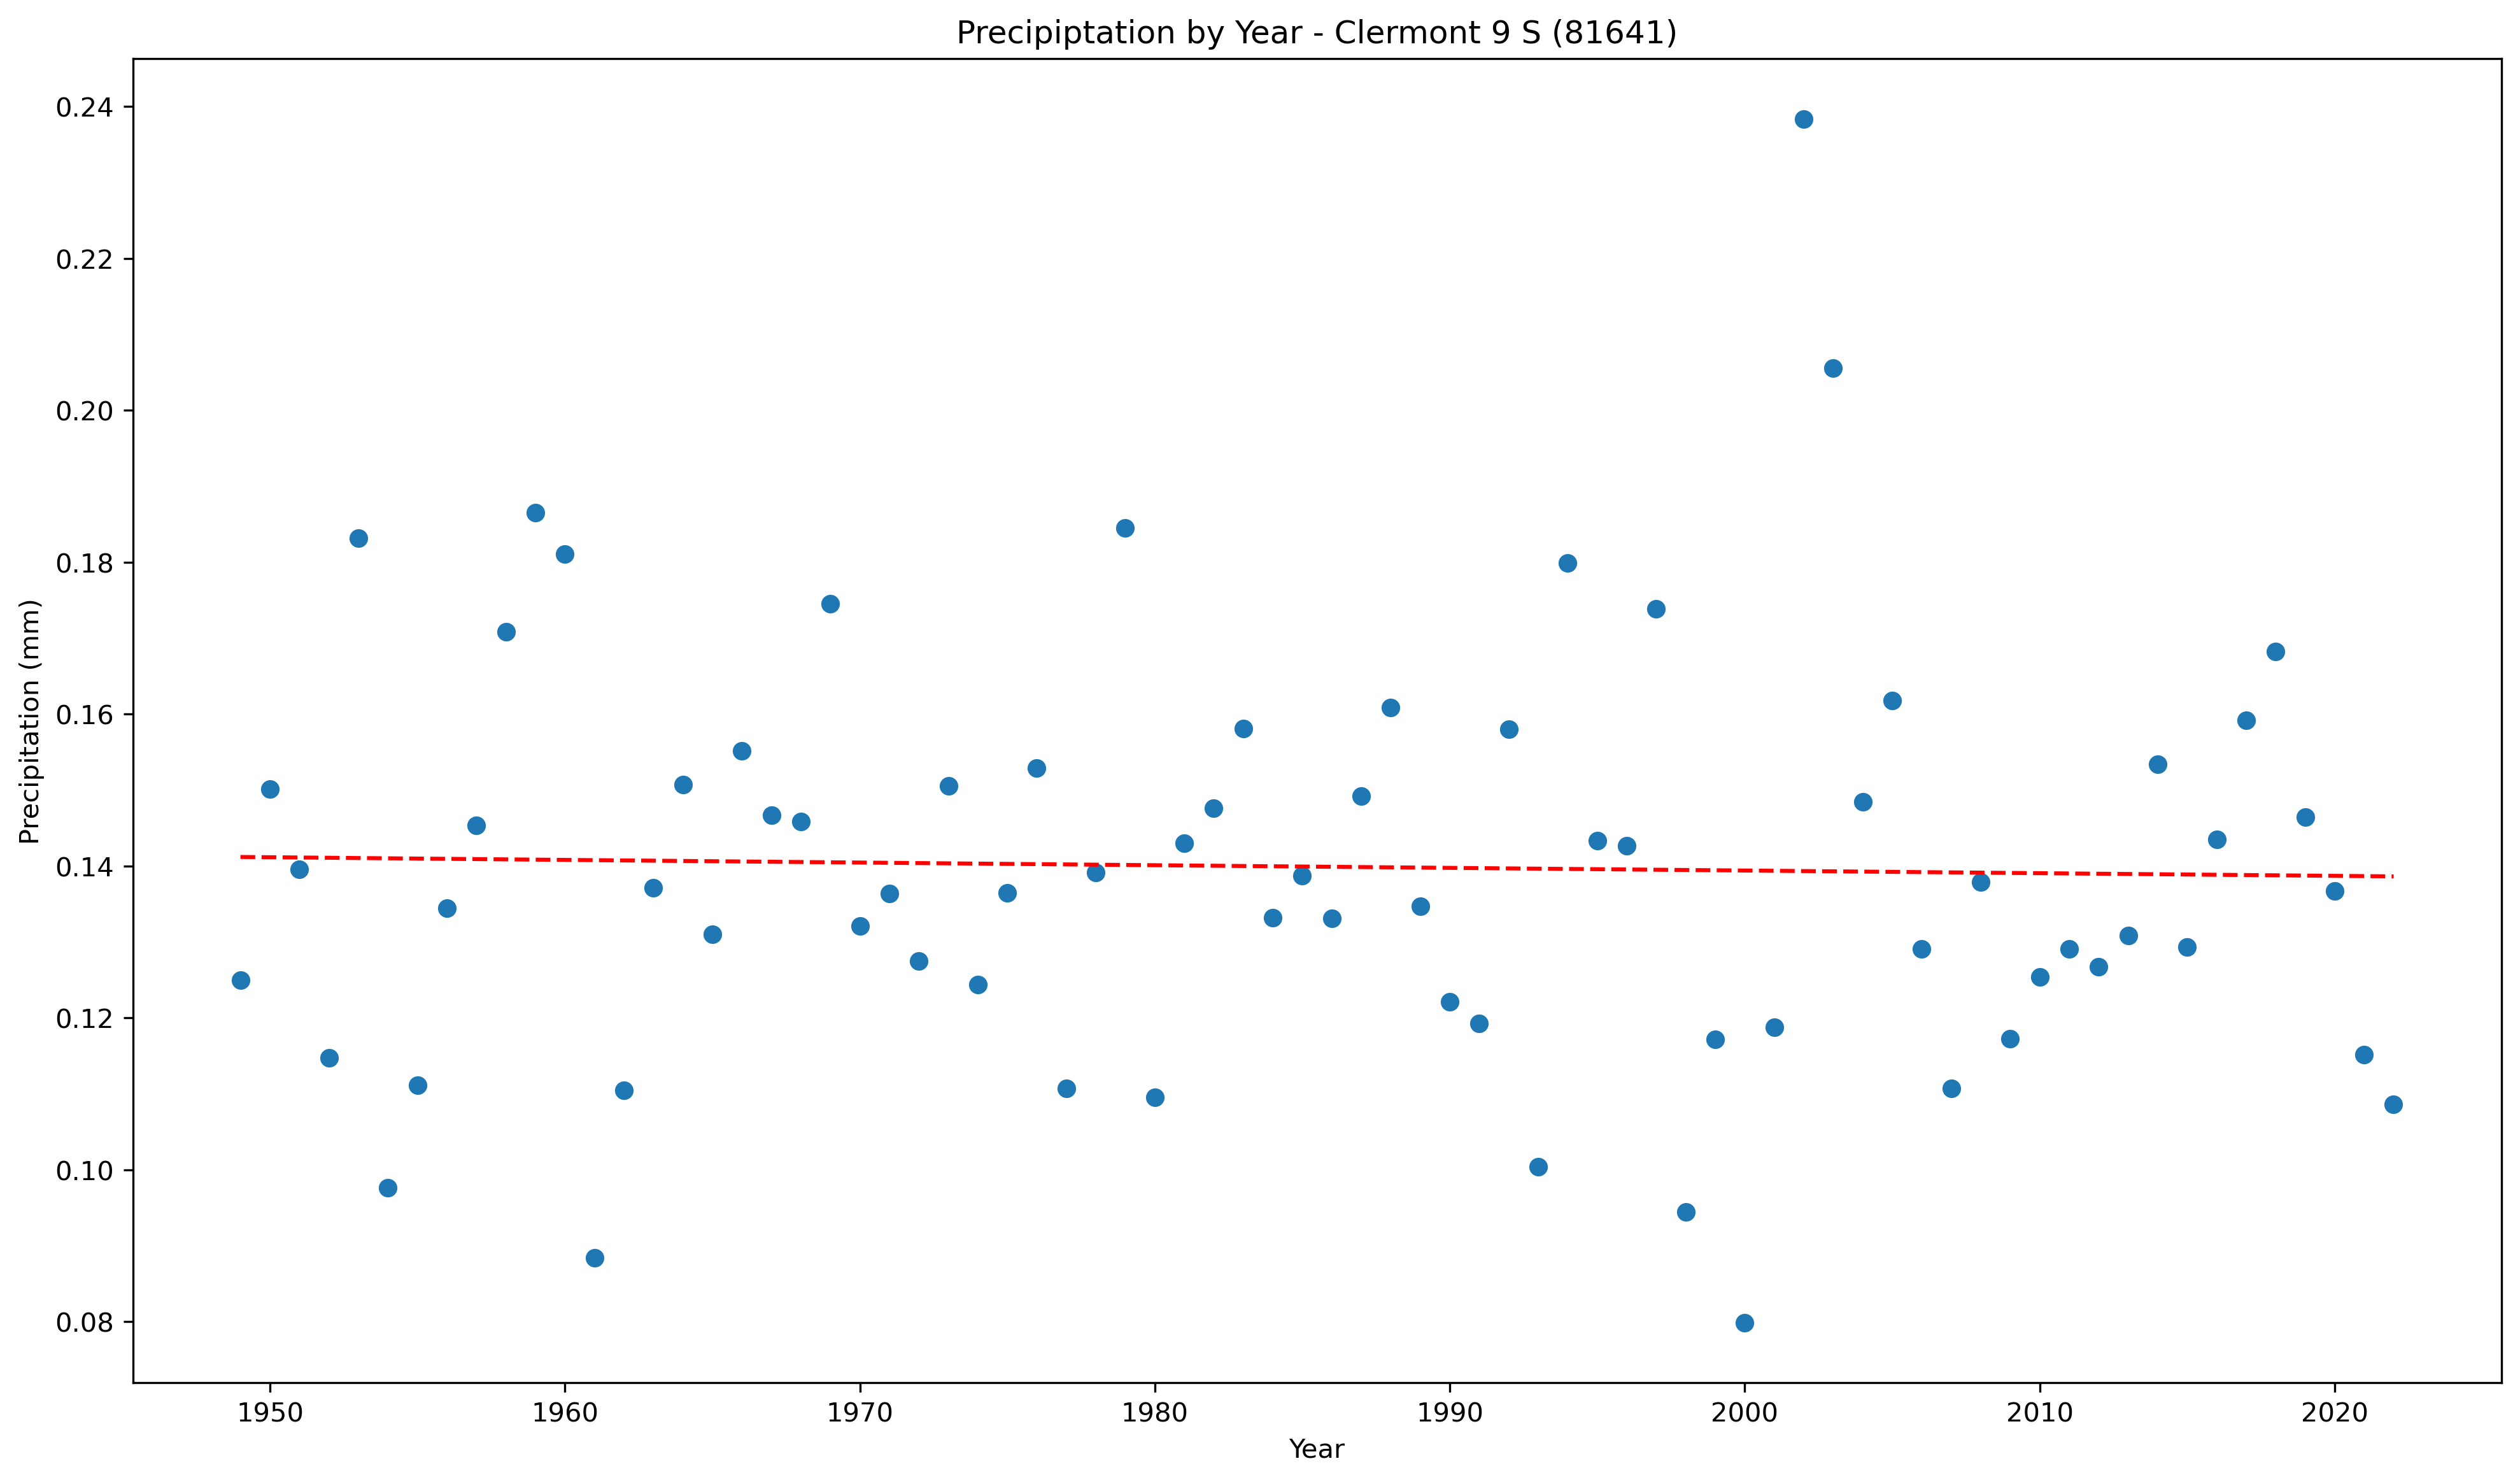 Precipiptation by Year - Clermont 9 S (81641)
Precipitation (mm)
0.24
0.22
0.20
0.18
0.16
0.14
0.12
0.10
0.08
1950 1960 1970 1980 1990 2000 2010 2020
Year